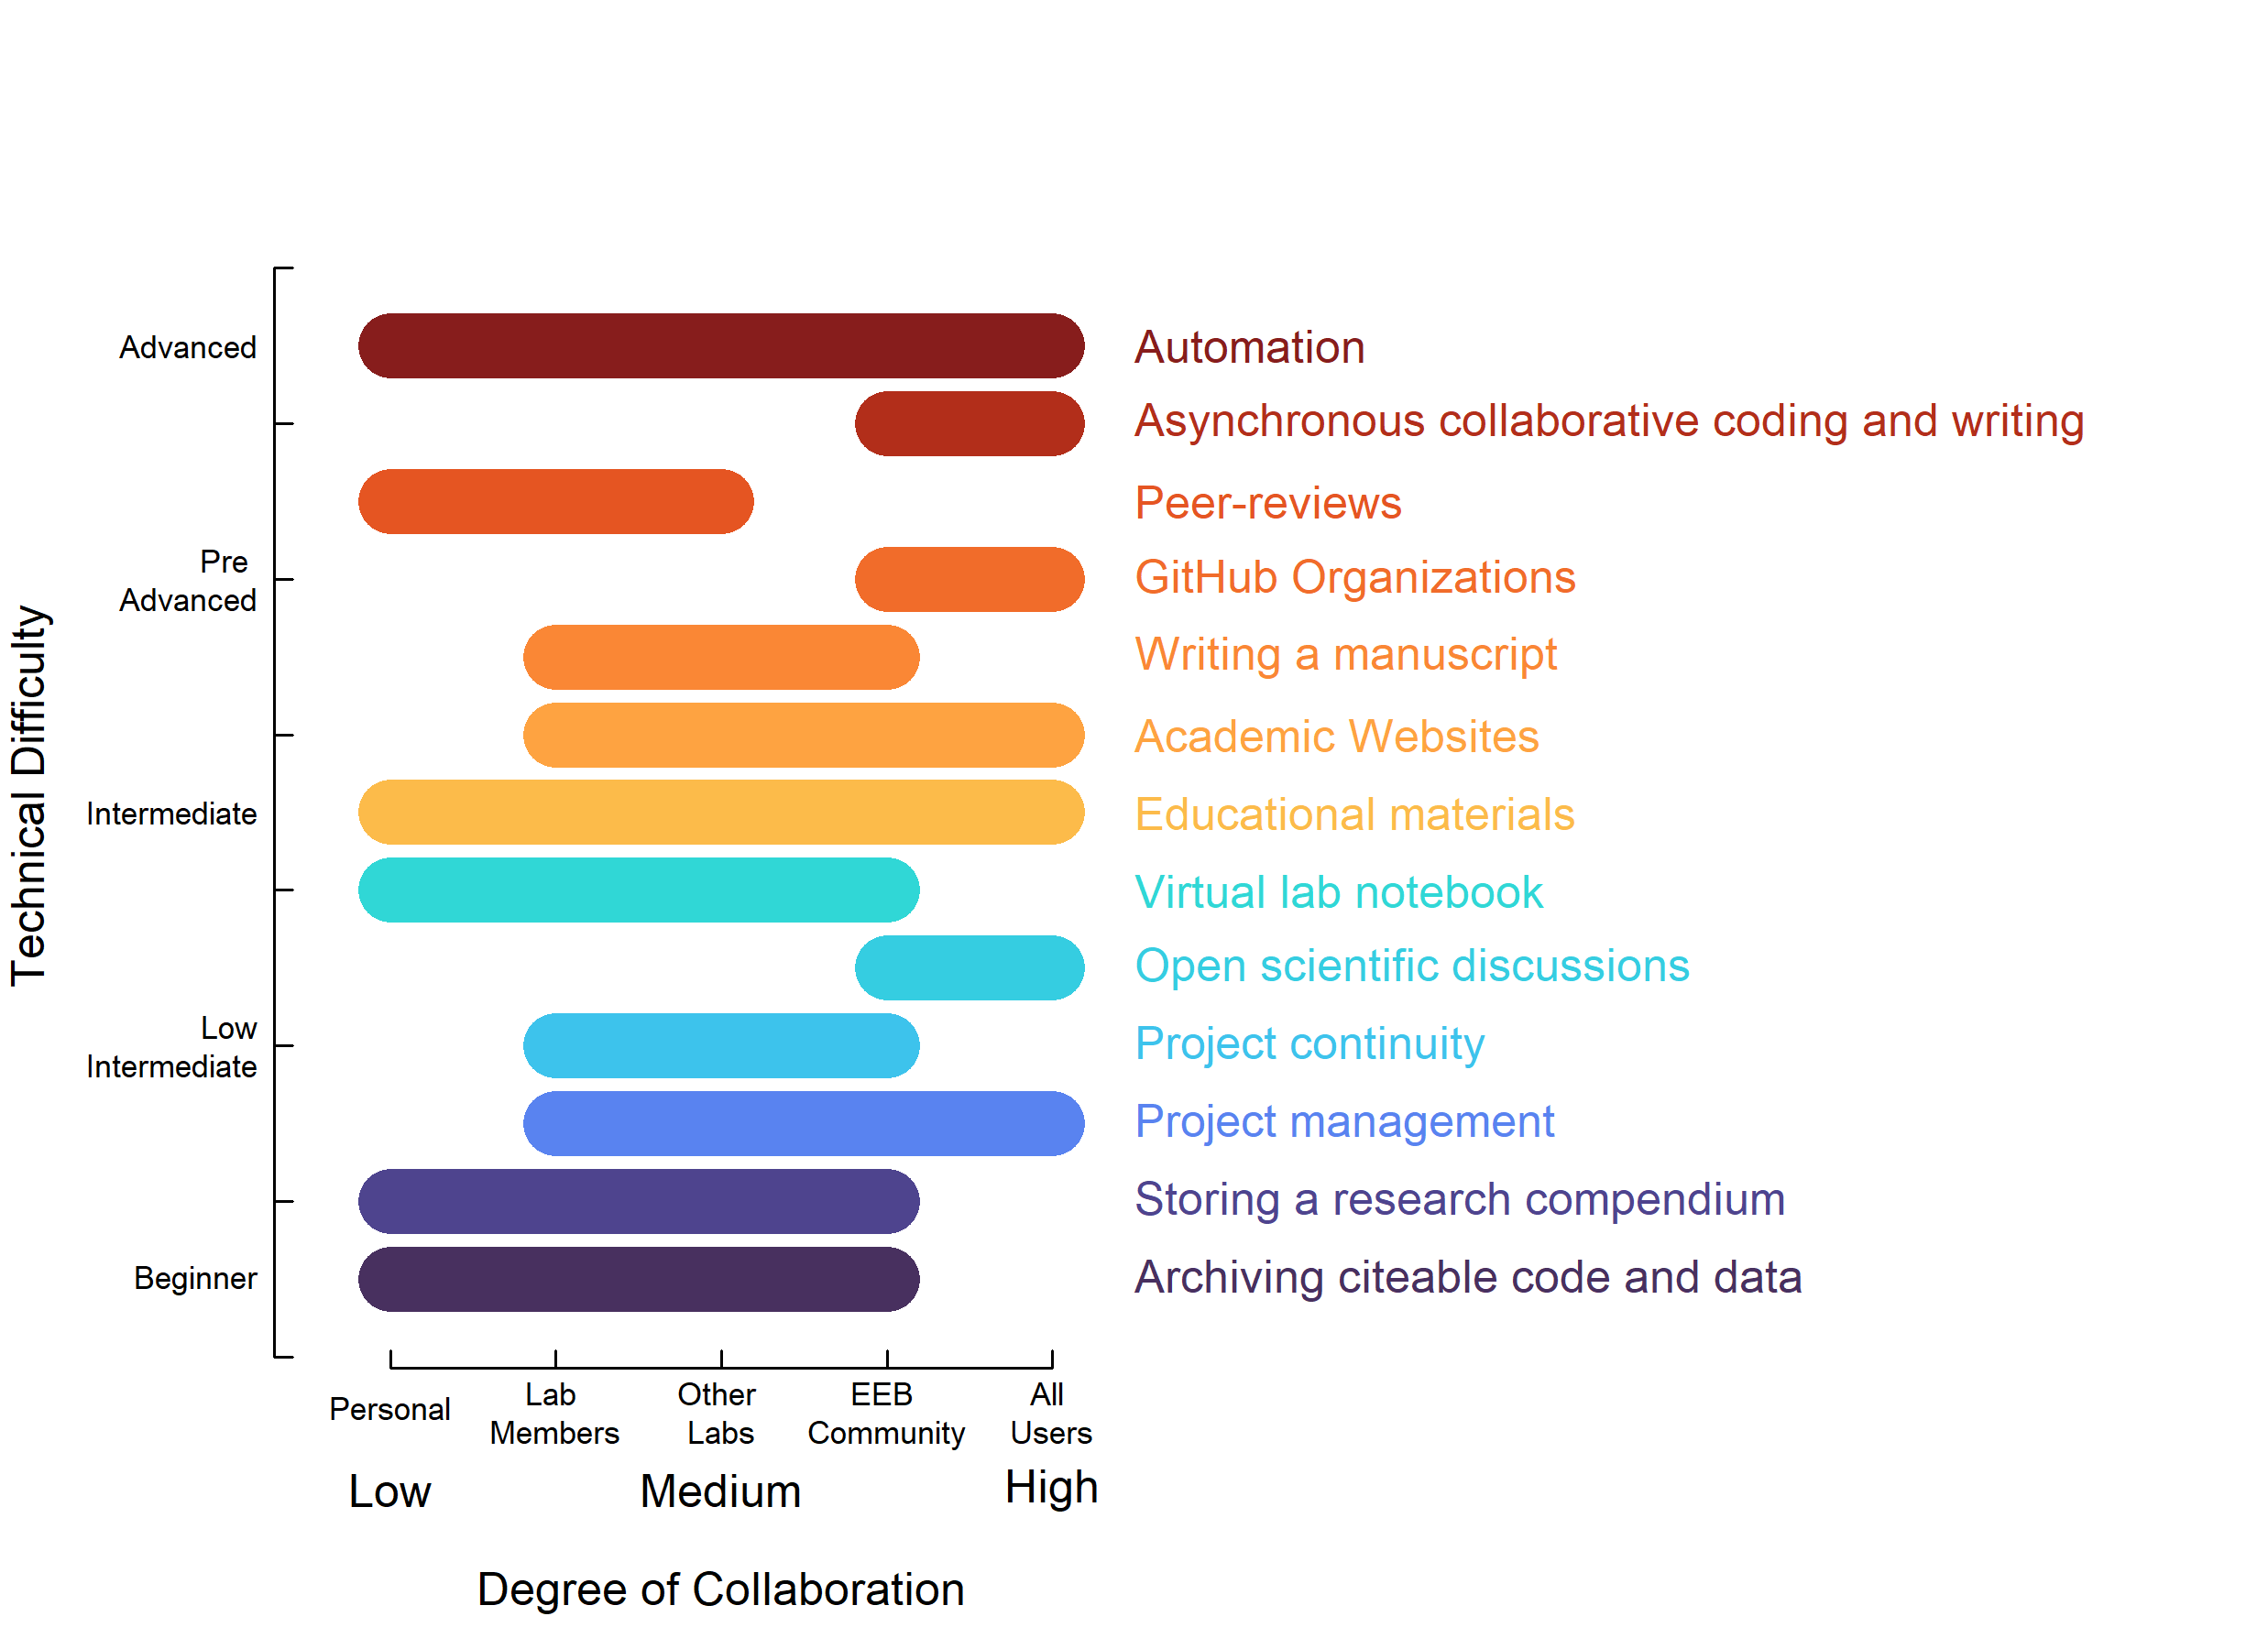 Technical Difficulty
Advanced
Pre
Advanced
Intermediate
Low
Intermediate
Beginner
Automation
Asynchronous collaborative coding and writing
Peer-reviews
GitHub Organizations
Writing a manuscript
Academic Websites
Educational materials
Virtual lab notebook
Open scientific discussions
Project continuity
Project management
Storing a research compendium
Archiving citeable code and data
Personal
Lab
Members
Other
Labs
EEB
Community
All
Users
Low
Medium
High
Degree of Collaboration